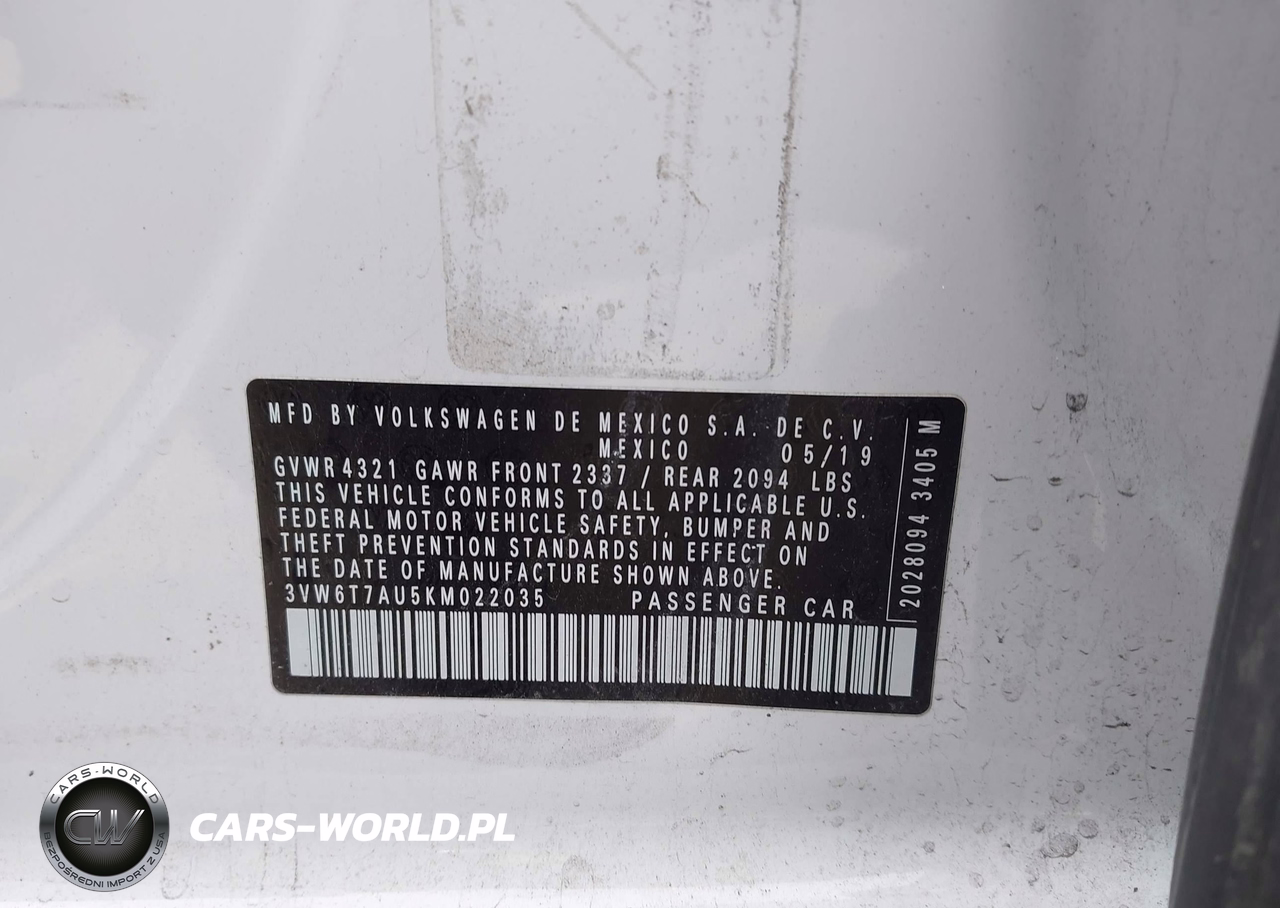 MFD BY VOLKSWAGEN DE MEXICO S.A. DE C.V.
MEXICO 05/19
GVWR 4321 GAWR FRONT 2337 / REAR 2094 LBS
THIS VEHICLE CONFORMS TO ALL APPLICABLE U.S.
FEDERAL MOTOR VEHICLE SAFETY, BUMPER AND
THEFT PREVENTION STANDARDS IN EFFECT ON
THE DATE OF MANUFACTURE SHOWN ABOVE.
3VW6T7AU5KM022035 PASSENGER CAR
2028094 3405 M
CARS-WORLD
CW
BEZPOŚREDNI IMPORT Z USA
CARS-WORLD.PL